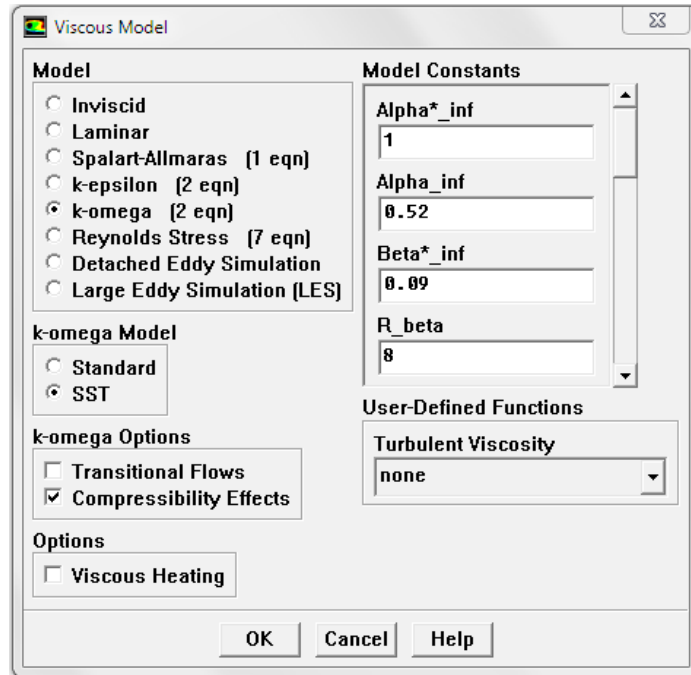 Viscous Model
Model
Inviscid
Laminar
Spalart-Allmaras (1 eqn)
k-epsilon (2 eqn)
k-omega (2 eqn)
Reynolds Stress (7 eqn)
Detached Eddy Simulation
Large Eddy Simulation (LES)
k-omega Model
Standard
SST
k-omega Options
Transitional Flows
Compressibility Effects
Options
Viscous Heating
Model Constants
Alpha*_inf
1
Alpha_inf
0.52
Beta*_inf
0.09
R_beta
8
User-Defined Functions
Turbulent Viscosity
none
OK Cancel Help